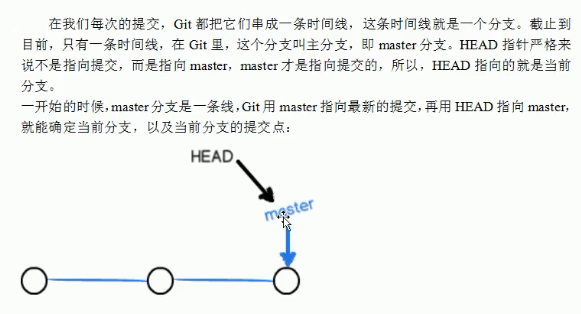 在我们每次的提交，Git 都把它们串成一条时间线，这条时间线就是一个分支。截止到
目前，只有一条时间线，在 Git 里，这个分支叫主分支，即 master 分支。HEAD 指针严格来
说不是指向提交，而是指向 master，master 才是指向提交的，所以，HEAD 指向的就是当前
分支。
一开始的时候，master 分支是一条线，Git 用 master 指向最新的提交，再用 HEAD 指向 master，
就能确定当前分支，以及当前分支的提交点：
HEAD
master